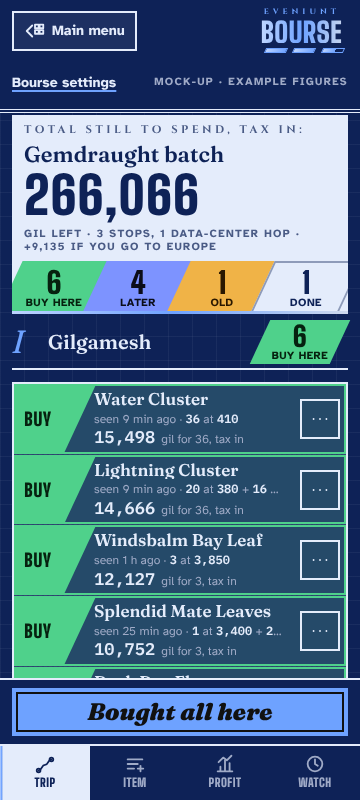 Main menu
EVENIUNT
BOURSE
Bourse settings
MOCK-UP · EXAMPLE FIGURES
TOTAL STILL TO SPEND, TAX IN:
Gemdraught batch
266,066
GIL LEFT · 3 STOPS, 1 DATA-CENTER HOP ·
+9,135 IF YOU GO TO EUROPE
6 4 1 1
BUY HERE LATER OLD DONE
I Gilgamesh
6
BUY HERE
Water Cluster
BUY seen 9 min ago · 36 at 410 ...
15,498 gil for 36, tax in
Lightning Cluster
BUY seen 9 min ago · 20 at 380 + 16 ... ...
14,666 gil for 36, tax in
Windsbalm Bay Leaf
BUY seen 1 h ago · 3 at 3,850 ...
12,127 gil for 3, tax in
Splendid Mate Leaves
BUY seen 25 min ago · 1 at 3,400 + 2... ...
10,752 gil for 3, tax in
Bought all here
TRIP ITEM PROFIT WATCH